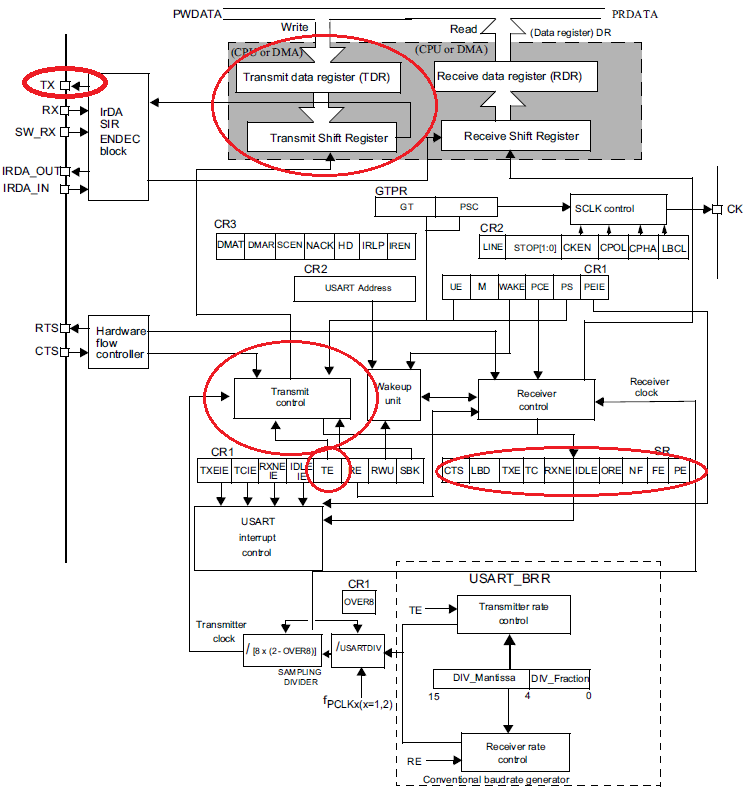 PWDATA
PRDATA
Write
Read
(Data register) DR
(CPU or DMA)
(CPU or DMA)
TX
Transmit data register (TDR)
Receive data register (RDR)
RX
IrDA
SIR
ENDEC
block
SW_RX
Transmit Shift Register
Receive Shift Register
IRDA_OUT
IRDA_IN
GTPR
GT
PSC
SCLK control
CK
CR3
DMAT
DMAR
SCEN
NACK
HD
IRLP
IREN
CR2
LINE
STOP[1:0]
CKEN
CPOL
CPHA
LBCL
CR2
USART Address
CR1
UE
M
WAKE
PCE
PS
PEIE
RTS
CTS
Hardware
flow
controller
Transmit
control
Wakeup
unit
Receiver
control
Receiver
clock
CR1
TXEIE
TCIE
RXNE
IE
IDLE
IE
TE
RE
RWU
SBK
SR
CTS
LBD
TXE
TC
RXNE
IDLE
ORE
NF
FE
PE
USART
interrupt
control
USART_BRR
CR1
OVER8
TE
Transmitter rate
control
Transmitter
clock
/ [8 x (2 - OVER8)]
/USARTDIV
SAMPLING
DIVIDER
DIV_Mantissa
DIV_Fraction
15
4
0
fPCLKx(x=1,2)
RE
Receiver rate
control
Conventional baudrate generator